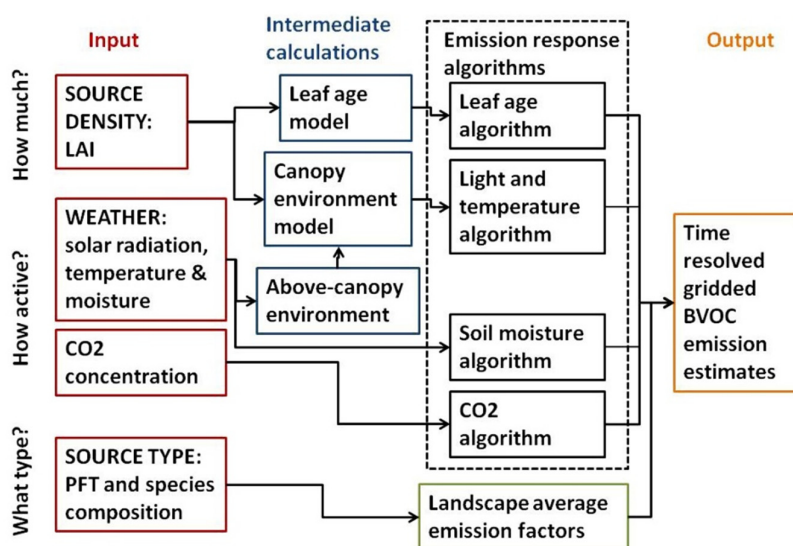 Input
Intermediate
calculations
Emission response
algorithms
Output
How much?
SOURCE
DENSITY:
LAI
Leaf age
model
Leaf age
algorithm
Canopy
environment
model
Light and
temperature
algorithm
How active?
WEATHER:
solar radiation,
temperature &
moisture
Above-canopy
environment
Soil moisture
algorithm
CO2
concentration
CO2
algorithm
Time
resolved
gridded
BVOC
emission
estimates
What type?
SOURCE TYPE:
PFT and species
composition
Landscape average
emission factors